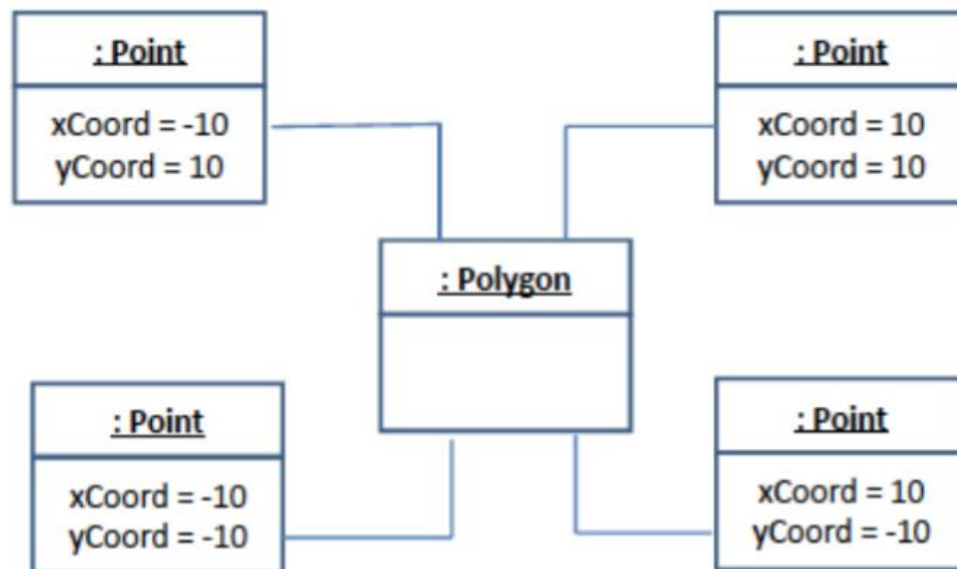 : Point
xCoord = -10
yCoord = 10
: Point
xCoord = 10
yCoord = 10
: Polygon
: Point
xCoord = -10
yCoord = -10
: Point
xCoord = 10
yCoord = -10